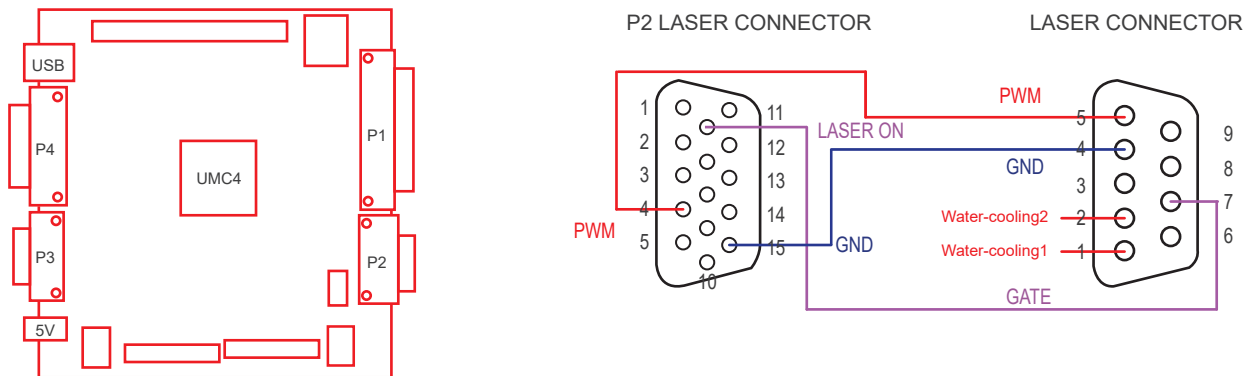 P2 LASER CONNECTOR
LASER CONNECTOR
USB
P4
P1
UMC4
P3
P2
5V
1
2
3
4
5
11
12
13
14
15
10
LASER ON
PWM
GND
PWM
GND
GATE
5
4
3
2
1
9
8
7
6
Water-cooling2
Water-cooling1